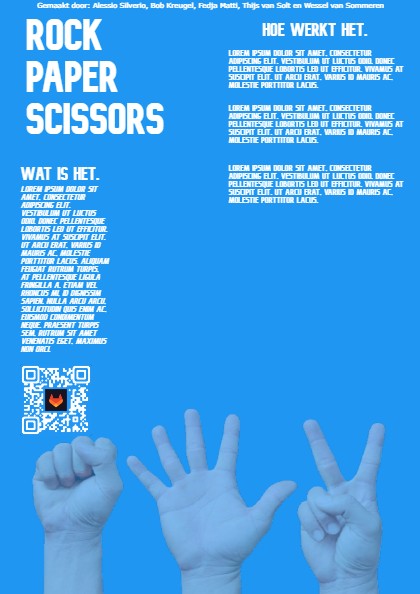 Gemaakt door: Alessio Silverio, Bob Kreugel, Fedja Matti, Thijs van Solt en Wessel van Sommeren
ROCK
PAPER
SCISSORS
WAT IS HET.
LOREM IPSUM DOLOR SIT
AMET, CONSECTETUR
ADIPISCING ELIT.
VESTIBULUM UT LUCTUS
ODIO. DONEC PELLENTESQUE
LOBORTIS LEO UT EFFICITUR.
VIVAMUS AT SUSCIPIT ELIT.
UT ARCU ERAT, VARIUS ID
MAURIS AC, MOLESTIE
PORTTITOR LACUS. ALIQUAM
FEUGIAT RUTRUM TURPIS,
AT PELLENTESQUE LIGULA
FRINGILLA A. ETIAM VEL
RHONCUS MI, ID DIGNISSIM
SAPIEN. NULLA ARCU ARCU,
SOLLICITUDIN QUIS ENIM AC,
EUISMOD CONDIMENTUM
NEQUE. PRAESENT TURPIS
SEM, RUTRUM SIT AMET
VENENATIS EGET, MAXIMUS
NON ORCI.
HOE WERKT HET.
LOREM IPSUM DOLOR SIT AMET, CONSECTETUR
ADIPISCING ELIT. VESTIBULUM UT LUCTUS ODIO. DONEC
PELLENTESQUE LOBORTIS LEO UT EFFICITUR. VIVAMUS AT
SUSCIPIT ELIT. UT ARCU ERAT, VARIUS ID MAURIS AC,
MOLESTIE PORTTITOR LACUS.
LOREM IPSUM DOLOR SIT AMET, CONSECTETUR
ADIPISCING ELIT. VESTIBULUM UT LUCTUS ODIO. DONEC
PELLENTESQUE LOBORTIS LEO UT EFFICITUR. VIVAMUS AT
SUSCIPIT ELIT. UT ARCU ERAT, VARIUS ID MAURIS AC,
MOLESTIE PORTTITOR LACUS.
LOREM IPSUM DOLOR SIT AMET, CONSECTETUR
ADIPISCING ELIT. VESTIBULUM UT LUCTUS ODIO. DONEC
PELLENTESQUE LOBORTIS LEO UT EFFICITUR. VIVAMUS AT
SUSCIPIT ELIT. UT ARCU ERAT, VARIUS ID MAURIS AC,
MOLESTIE PORTTITOR LACUS.